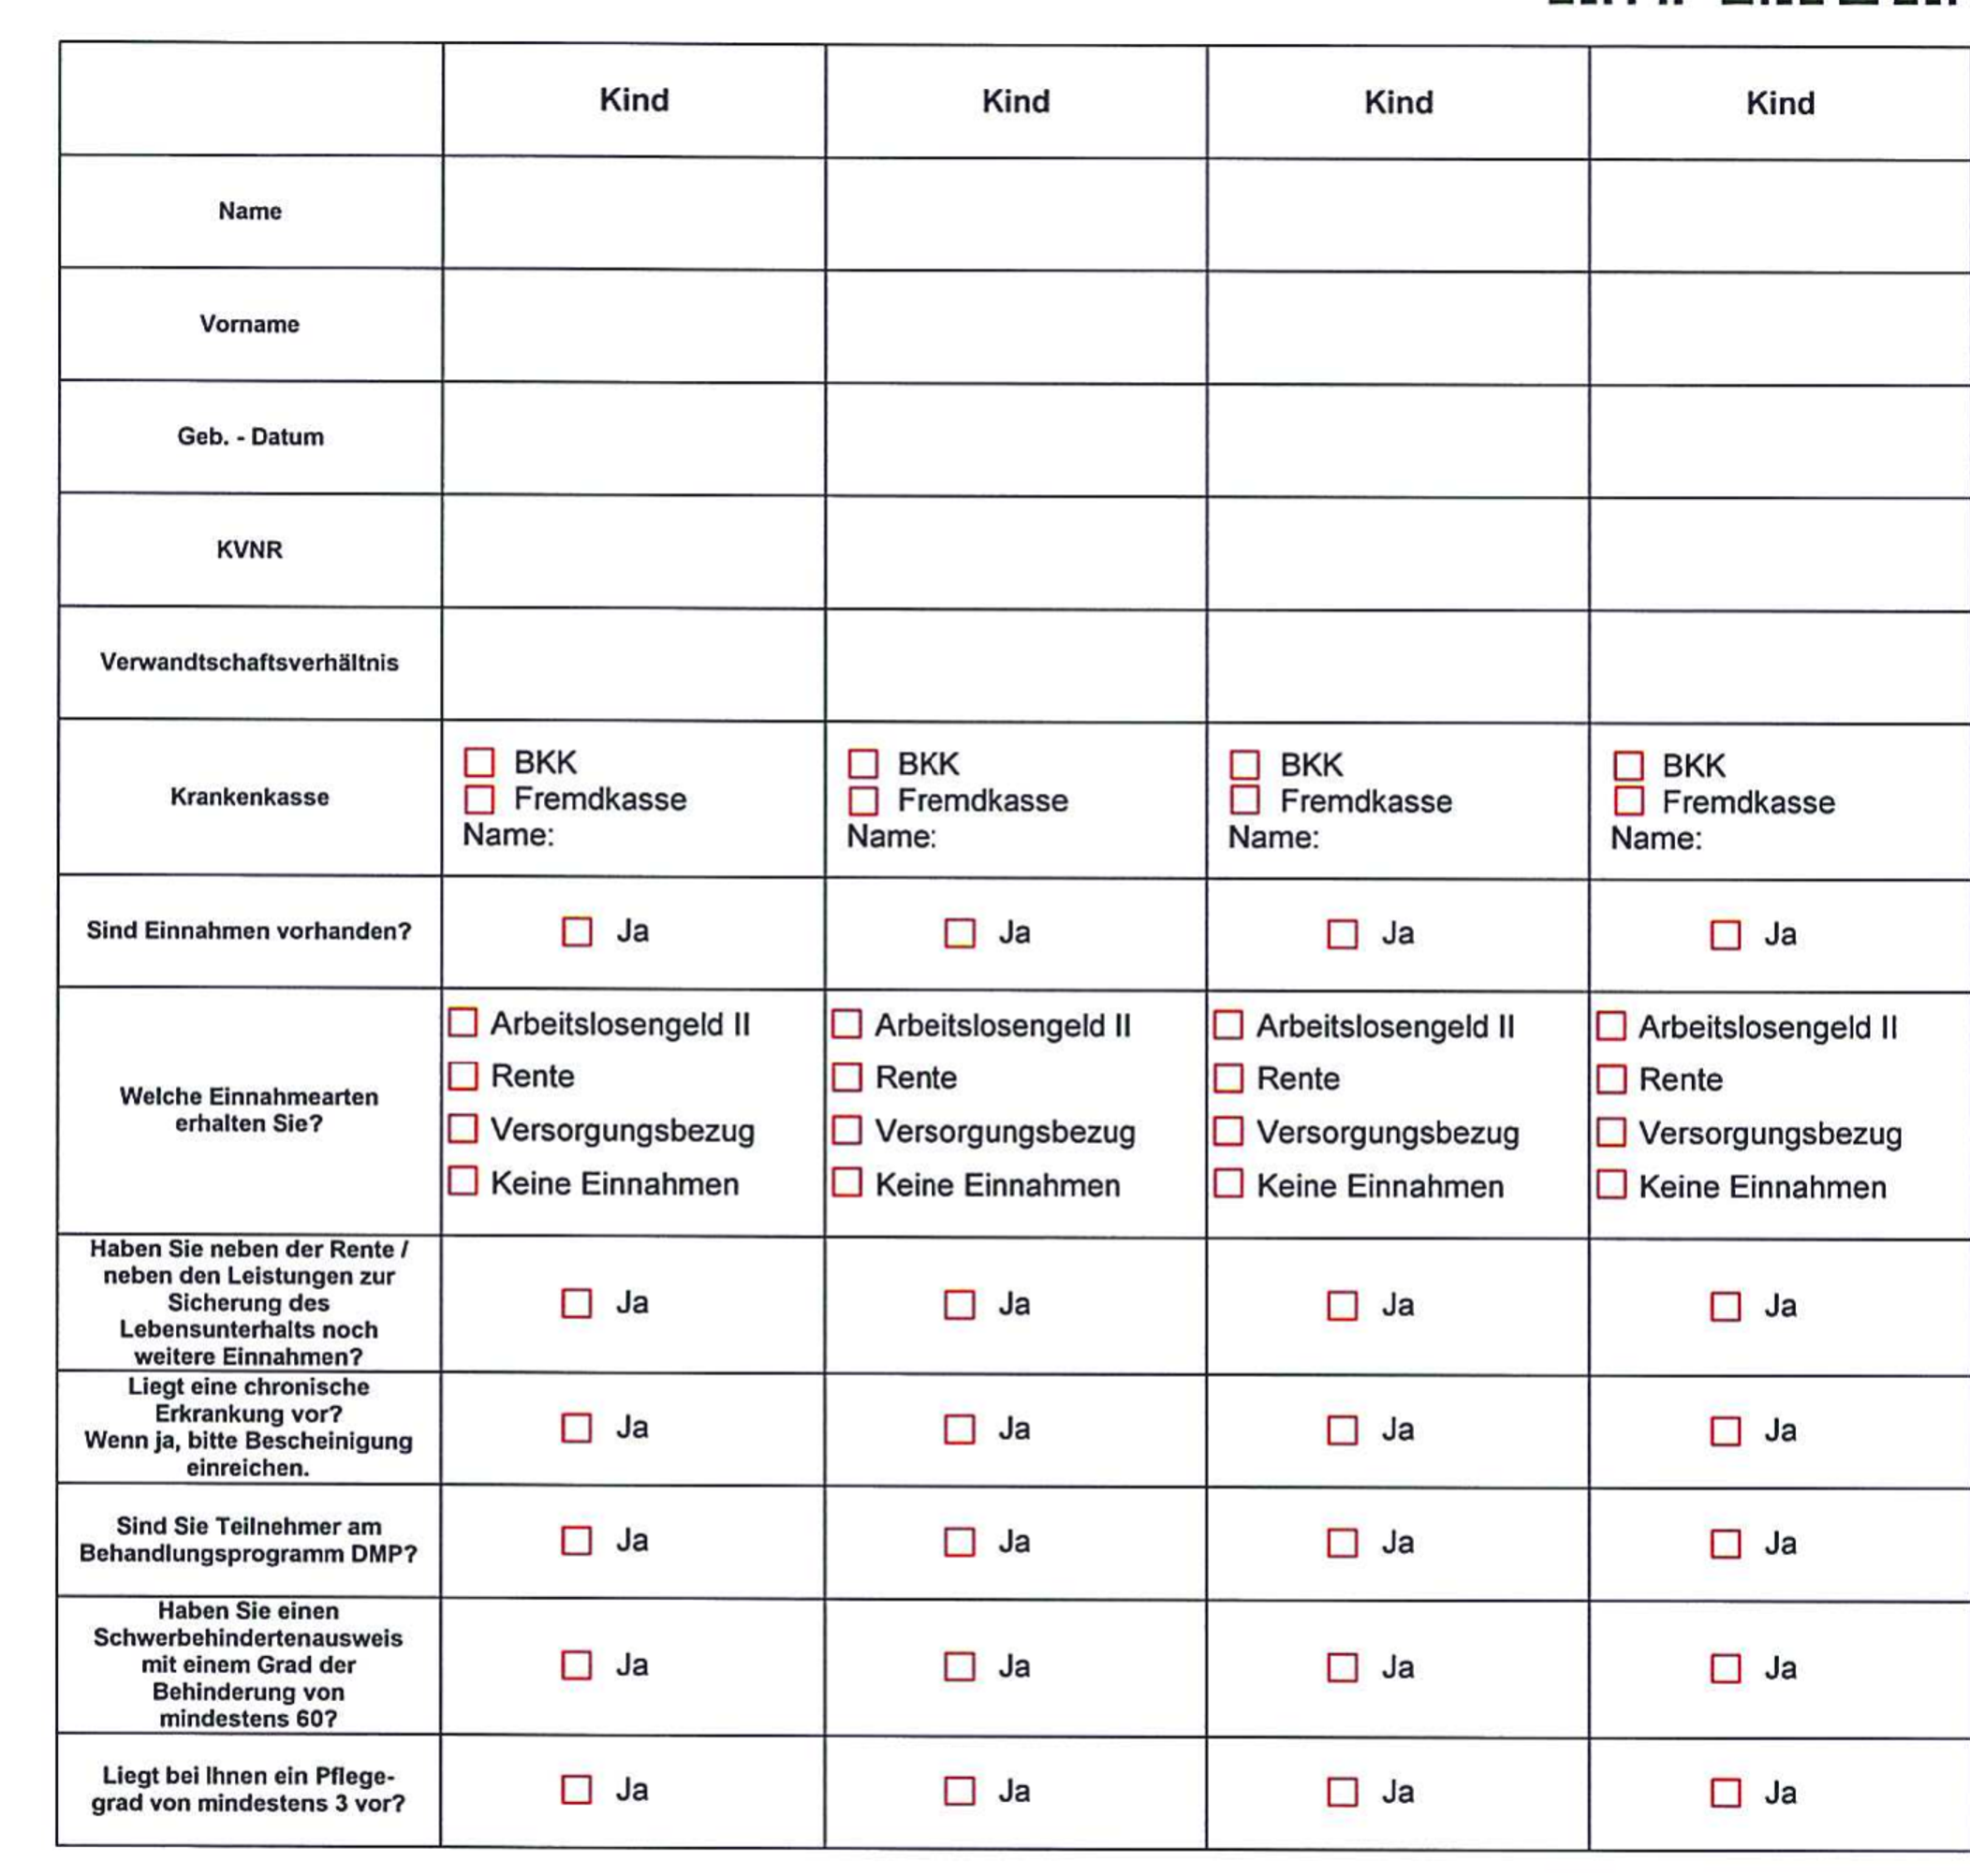 Kind Kind Kind Kind
Name
Vorname
Geb. - Datum
KVNR
Verwandtschaftsverhältnis
Krankenkasse
BKK BKK BKK BKK
Fremdkasse Fremdkasse Fremdkasse Fremdkasse
Name: Name: Name: Name:
Sind Einnahmen vorhanden? Ja Ja Ja Ja
Welche Einnahmearten
erhalten Sie?
Arbeitslosengeld II Arbeitslosengeld II Arbeitslosengeld II Arbeitslosengeld II
Rente Rente Rente Rente
Versorgungsbezug Versorgungsbezug Versorgungsbezug Versorgungsbezug
Keine Einnahmen Keine Einnahmen Keine Einnahmen Keine Einnahmen
Haben Sie neben der Rente /
neben den Leistungen zur
Sicherung des
Lebensunterhalts noch
weitere Einnahmen?
Ja Ja Ja Ja
Liegt eine chronische
Erkrankung vor?
Wenn ja, bitte Bescheinigung
einreichen.
Ja Ja Ja Ja
Sind Sie Teilnehmer am
Behandlungsprogramm DMP?
Ja Ja Ja Ja
Haben Sie einen
Schwerbehindertenausweis
mit einem Grad der
Behinderung von
mindestens 60?
Ja Ja Ja Ja
Liegt bei Ihnen ein Pflege-
grad von mindestens 3 vor?
Ja Ja Ja Ja